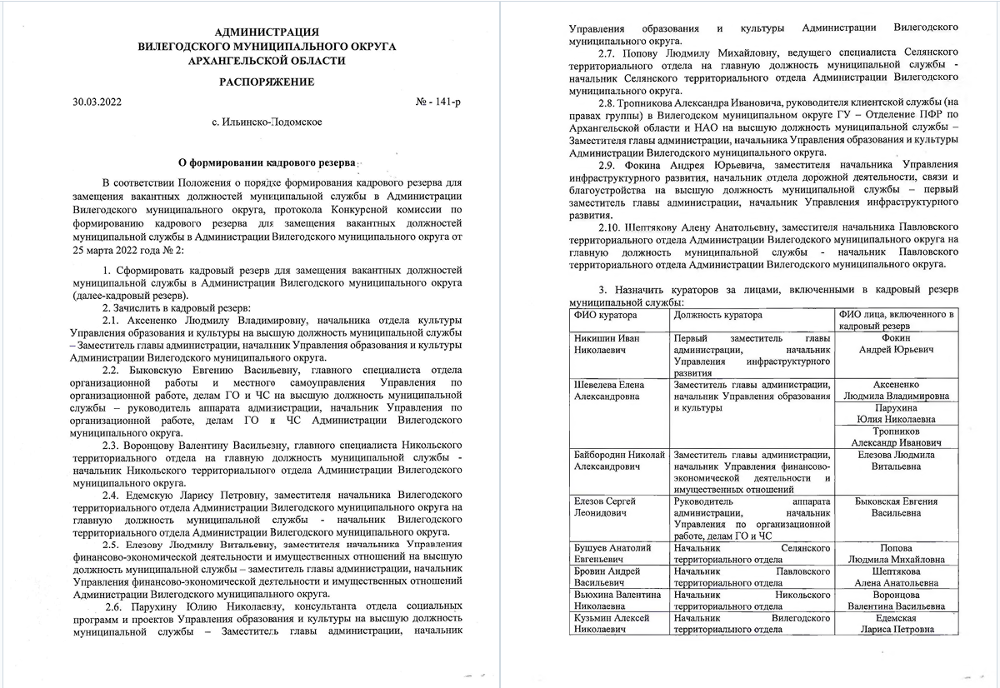 АДМИНИСТРАЦИЯ
ВИЛЕГОДСКОГО МУНИЦИПАЛЬНОГО ОКРУГА
АРХАНГЕЛЬСКОЙ ОБЛАСТИ
РАСПОРЯЖЕНИЕ
30.03.2022 № - 141-р
с. Ильинско-Подомское
О формировании кадрового резерва
В соответствии Положения о порядке формирования кадрового резерва для
замещения вакантных должностей муниципальной службы в Администрации
Вилегодского муниципального округа, протокола Конкурсной комиссии по
формированию кадрового резерва для замещения вакантных должностей
муниципальной службы в Администрации Вилегодского муниципального округа от
25 марта 2022 года № 2:
1. Сформировать кадровый резерв для замещения вакантных должностей
муниципальной службы в Администрации Вилегодского муниципального округа
(далее-кадровый резерв).
2. Зачислить в кадровый резерв:
2.1. Аксененко Людмилу Владимировну, начальника отдела культуры
Управления образования и культуры на высшую должность муниципальной службы
– Заместитель главы администрации, начальник Управления образования и культуры
Администрации Вилегодского муниципального округа.
2.2. Быковскую Евгению Васильевну, главного специалиста отдела
организационной работы и местного самоуправления Управления по
организационной работе, делам ГО и ЧС на высшую должность муниципальной
службы – руководитель аппарата администрации, начальник Управления по
организационной работе, делам ГО и ЧС Администрации Вилегодского
муниципального округа.
2.3. Воронцову Валентину Васильевну, главного специалиста Никольского
территориального отдела на главную должность муниципальной службы -
начальник Никольского территориального отдела Администрации Вилегодского
муниципального округа.
2.4. Едемскую Ларису Петровну, заместителя начальника Вилегодского
территориального отдела Администрации Вилегодского муниципального округа на
главную должность муниципальной службы - начальник Вилегодского
территориального отдела Администрации Вилегодского муниципального округа.
2.5. Елезову Людмилу Витальевну, заместителя начальника Управления
финансово-экономической деятельности и имущественных отношений на высшую
должность муниципальной службы – заместитель главы администрации, начальник
Управления финансово-экономической деятельности и имущественных отношений
Администрации Вилегодского муниципального округа.
2.6. Парухину Юлию Николаевну, консультанта отдела социальных
программ и проектов Управления образования и культуры на высшую должность
муниципальной службы – Заместитель главы администрации, начальник
Управления образования и культуры Администрации Вилегодского
муниципального округа.
2.7. Попову Людмилу Михайловну, ведущего специалиста Селянского
территориального отдела на главную должность муниципальной службы -
начальник Селянского территориального отдела Администрации Вилегодского
муниципального округа.
2.8. Тропникова Александра Ивановича, руководителя клиентской службы (на
правах группы) в Вилегодском муниципальном округе ГУ – Отделение ПФР по
Архангельской области и НАО на высшую должность муниципальной службы –
Заместителя главы администрации, начальника Управления образования и культуры
Администрации Вилегодского муниципального округа.
2.9. Фокина Андрея Юрьевича, заместителя начальника Управления
инфраструктурного развития, начальник отдела дорожной деятельности, связи и
благоустройства на высшую должность муниципальной службы – первый
заместитель главы администрации, начальник Управления инфраструктурного
развития.
2.10. Шептякову Алену Анатольевну, заместителя начальника Павловского
территориального отдела Администрации Вилегодского муниципального округа на
главную должность муниципальной службы - начальник Павловского
территориального отдела Администрации Вилегодского муниципального округа.
3. Назначить кураторов за лицами, включенными в кадровый резерв
муниципальной службы:
ФИО куратора Должность куратора ФИО лица, включенного в
кадровый резерв
Никишин Иван Первый заместитель главы Фокин
Николаевич администрации, начальник Андрей Юрьевич
Управления инфраструктурного
развития
Шевелева Елена Заместитель главы администрации, Аксененко
Александровна начальник Управления образования Людмила Владимировна
и культуры Парухина
Юлия Николаевна
Тропников
Александр Иванович
Байбородин Николай Заместитель главы администрации, Елезова Людмила
Александрович начальник Управления финансово- Витальевна
экономической деятельности и
имущественных отношений
Елезов Сергей Руководитель аппарата Быковская Евгения
Леонидович администрации, начальник Васильевна
Управления по организационной
работе, делам ГО и ЧС
Бушуев Анатолий Начальник Селянского Попова
Евгеньевич территориального отдела Людмила Михайловна
Бровин Андрей Начальник Павловского Шептякова
Васильевич территориального отдела Алена Анатольевна
Вьюхина Валентина Начальник Никольского Воронцова
Николаевна территориального отдела Валентина Васильевна
Кузьмин Алексей Начальник Вилегодского Едемская
Николаевич территориального отдела Лариса Петровна